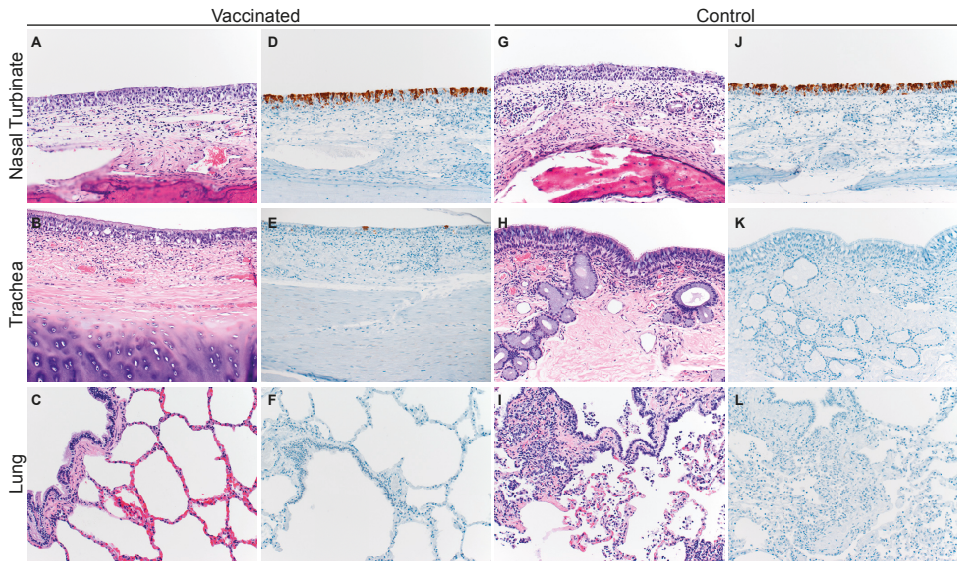 Vaccinated Control
A D G J
Nasal Turbinate
B E H K
Trachea
C F I L
Lung